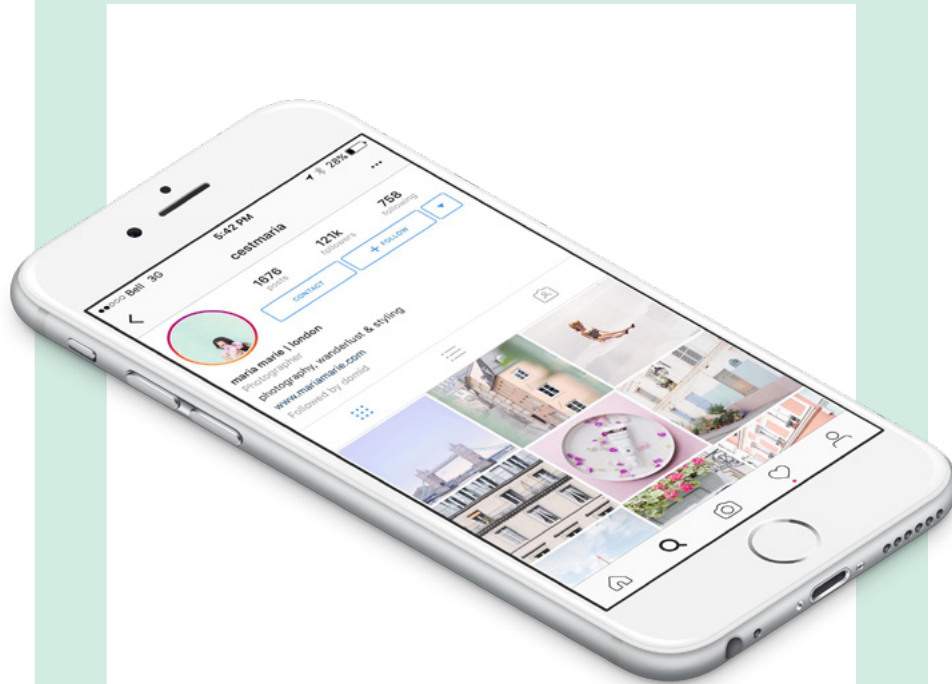 ●●○○○ Bell 3G 5:42 PM 28%
cestmaria
1676 121k 758
posts followers following
CONTACT + FOLLOW
maria marie | london
Photographer
photography, wanderlust & styling
www.mariamarie.com
Followed by domid